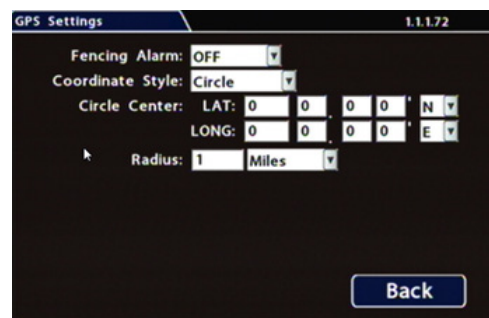 GPS Settings 1.1.1.72
Fencing Alarm: OFF
Coordinate Style: Circle
Circle Center: LAT: 0 0 . 0 0 ' N
LONG: 0 0 . 0 0 ' E
Radius: 1 Miles
Back